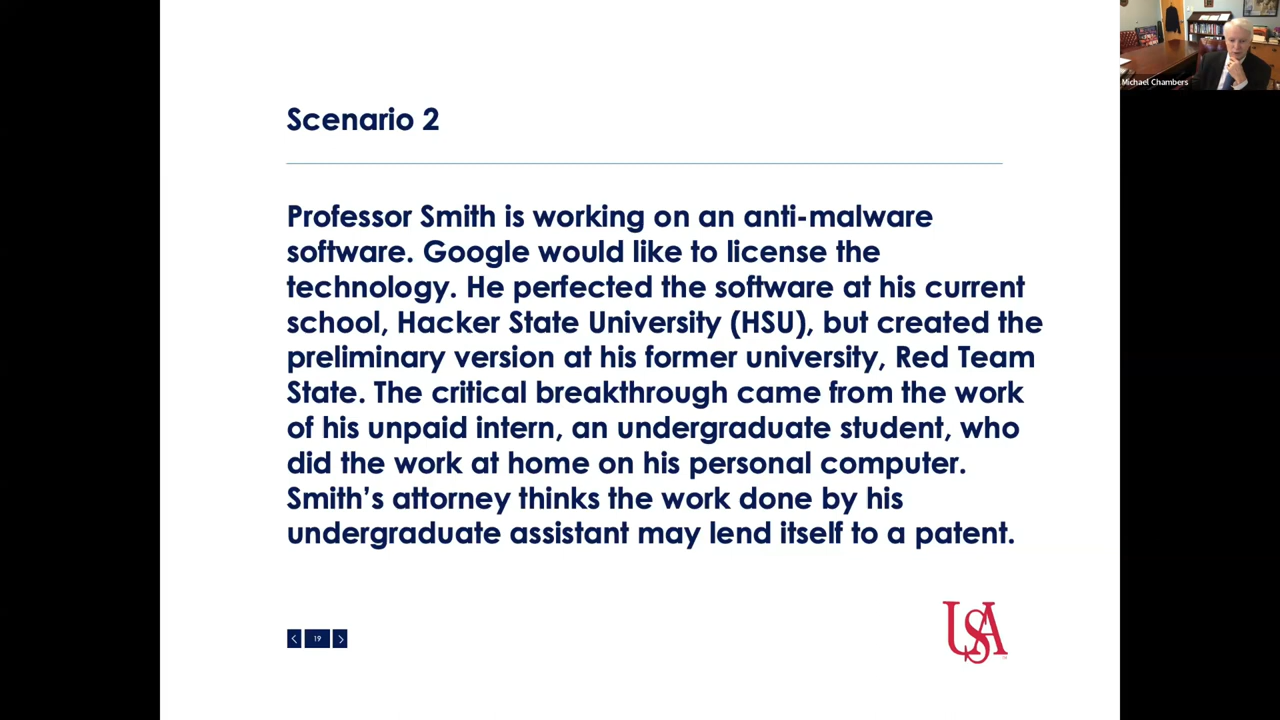 Michael Chambers
Scenario 2
Professor Smith is working on an anti-malware
software. Google would like to license the
technology. He perfected the software at his current
school, Hacker State University (HSU), but created the
preliminary version at his former university, Red Team
State. The critical breakthrough came from the work
of his unpaid intern, an undergraduate student, who
did the work at home on his personal computer.
Smith's attorney thinks the work done by his
undergraduate assistant may lend itself to a patent.
19
USA